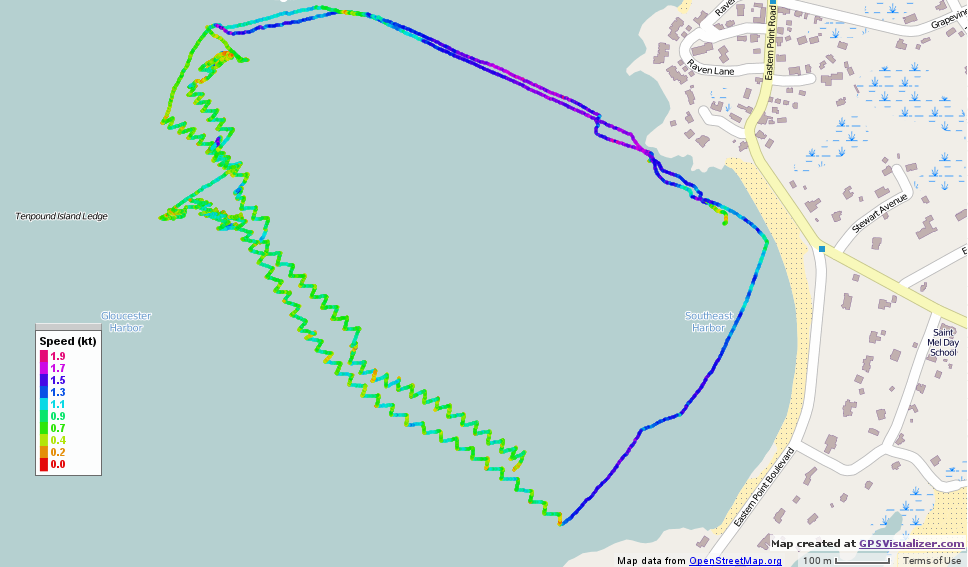 Raven
Grapevine
Eastern Point Road
Raven Lane
Tenpound Island Ledge
Stewart Avenue
E
Gloucester
Harbor
Southeast
Harbor
Saint
Mel Day
School
Speed (kt)
1.9
1.7
1.5
1.3
1.1
0.9
0.7
0.4
0.2
0.0
Eastern Point Boulevard
Map created at GPSVisualizer.com
Map data from OpenStreetMap.org
100 m
Terms of Use